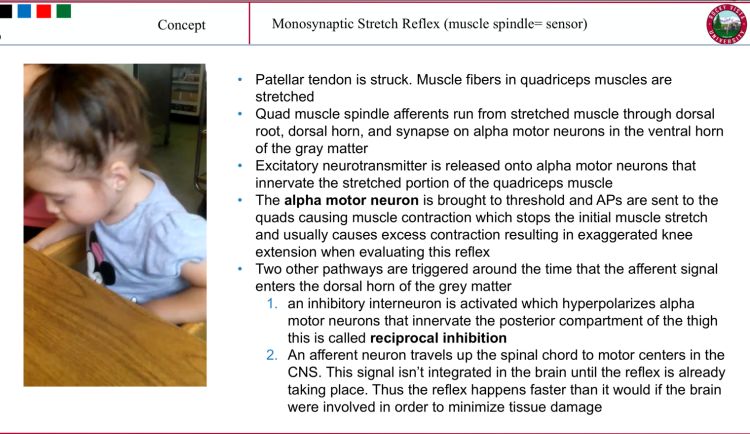 Concept
Monosynaptic Stretch Reflex (muscle spindle= sensor)
• Patellar tendon is struck. Muscle fibers in quadriceps muscles are
stretched
• Quad muscle spindle afferents run from stretched muscle through dorsal
root, dorsal horn, and synapse on alpha motor neurons in the ventral horn
of the gray matter
• Excitatory neurotransmitter is released onto alpha motor neurons that
innervate the stretched portion of the quadriceps muscle
• The alpha motor neuron is brought to threshold and APs are sent to the
quads causing muscle contraction which stops the initial muscle stretch
and usually causes excess contraction resulting in exaggerated knee
extension when evaluating this reflex
• Two other pathways are triggered around the time that the afferent signal
enters the dorsal horn of the grey matter
1. an inhibitory interneuron is activated which hyperpolarizes alpha
motor neurons that innervate the posterior compartment of the thigh
this is called reciprocal inhibition
2. An afferent neuron travels up the spinal chord to motor centers in the
CNS. This signal isn’t integrated in the brain until the reflex is already
taking place. Thus the reflex happens faster than it would if the brain
were involved in order to minimize tissue damage